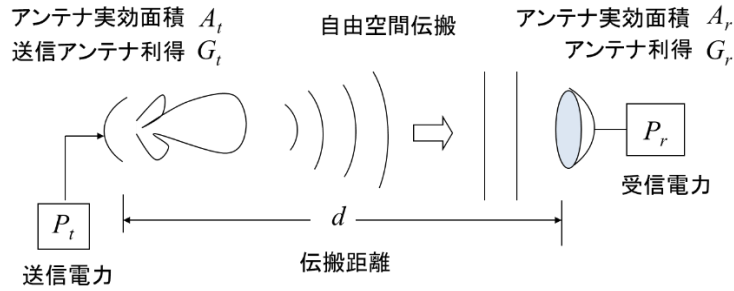 アンテナ実効面積 A_t
送信アンテナ利得 G_t
自由空間伝搬
アンテナ実効面積 A_r
アンテナ利得 G_r
P_r
受信電力
d
P_t
伝搬距離
送信電力